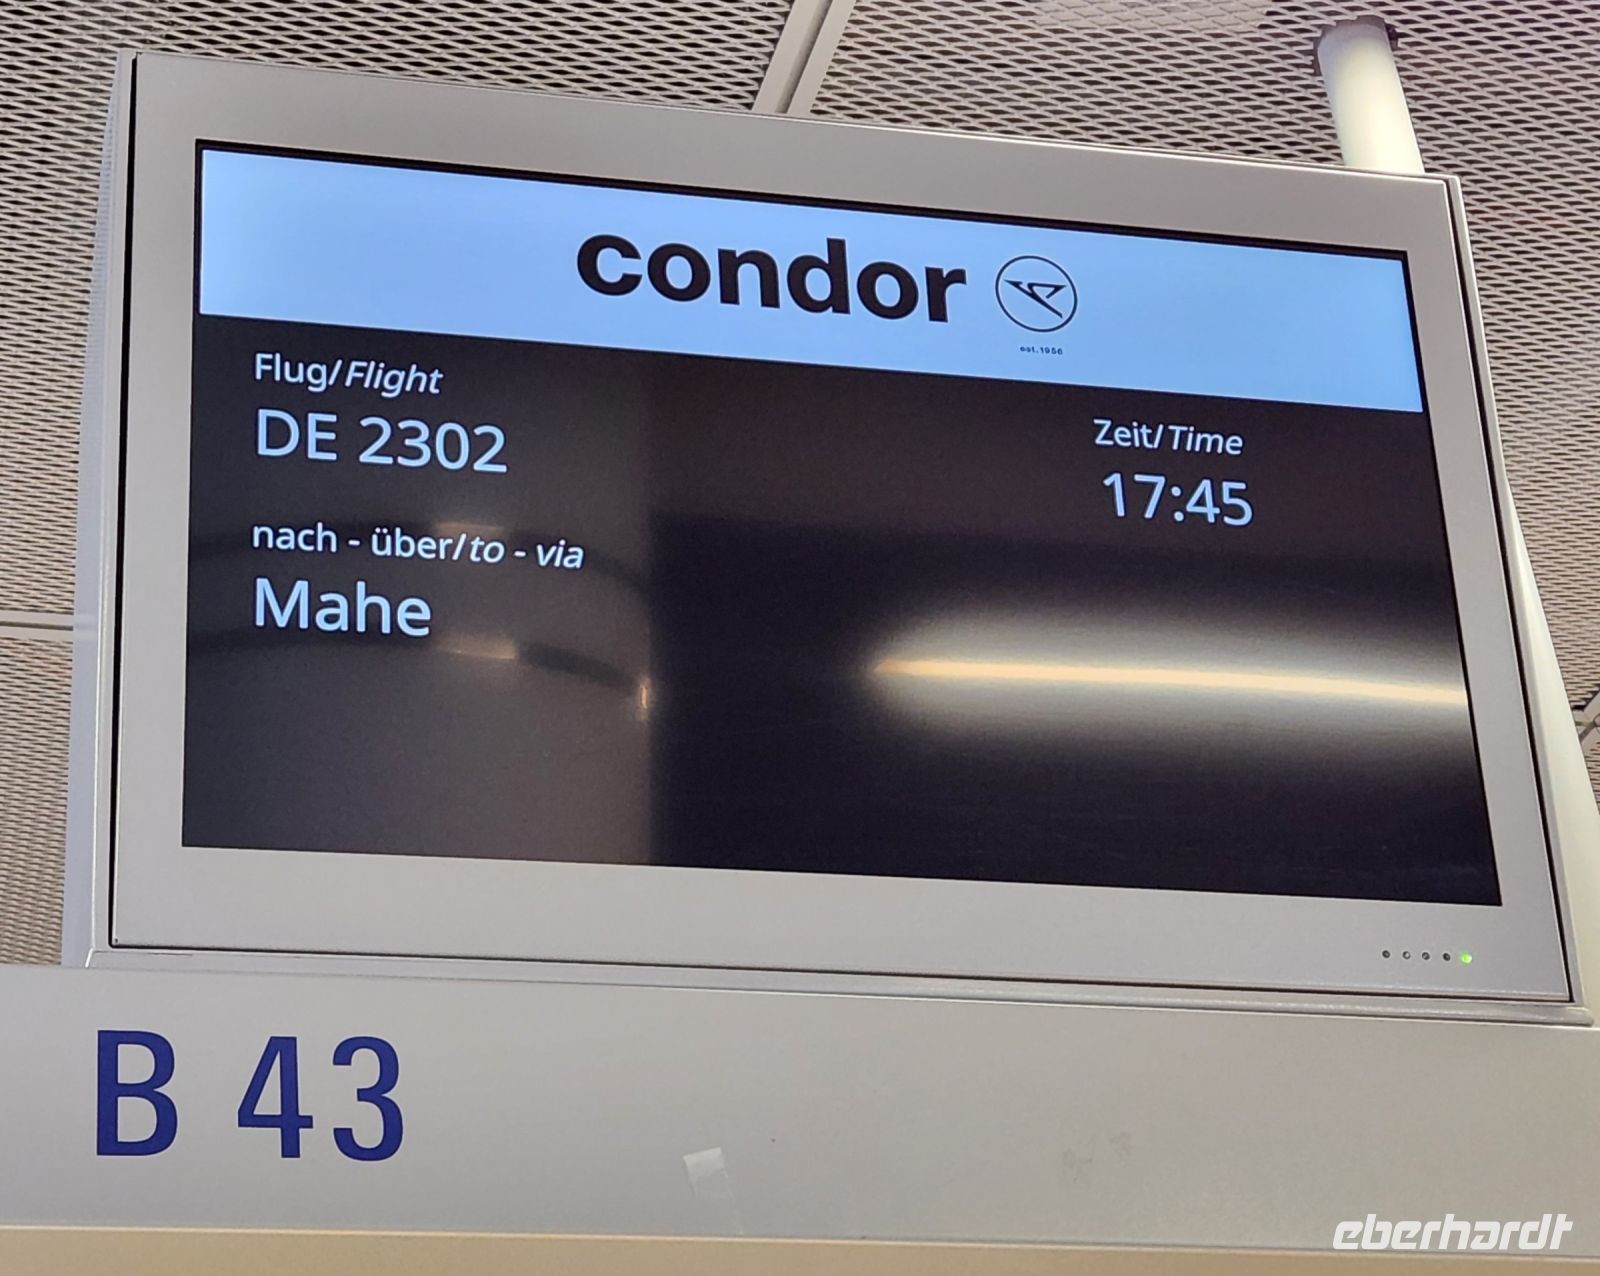 condor
est. 1956
Flug/Flight
DE 2302
Zeit/Time
17:45
nach - über/to - via
Mahe
B 43
eberhardt